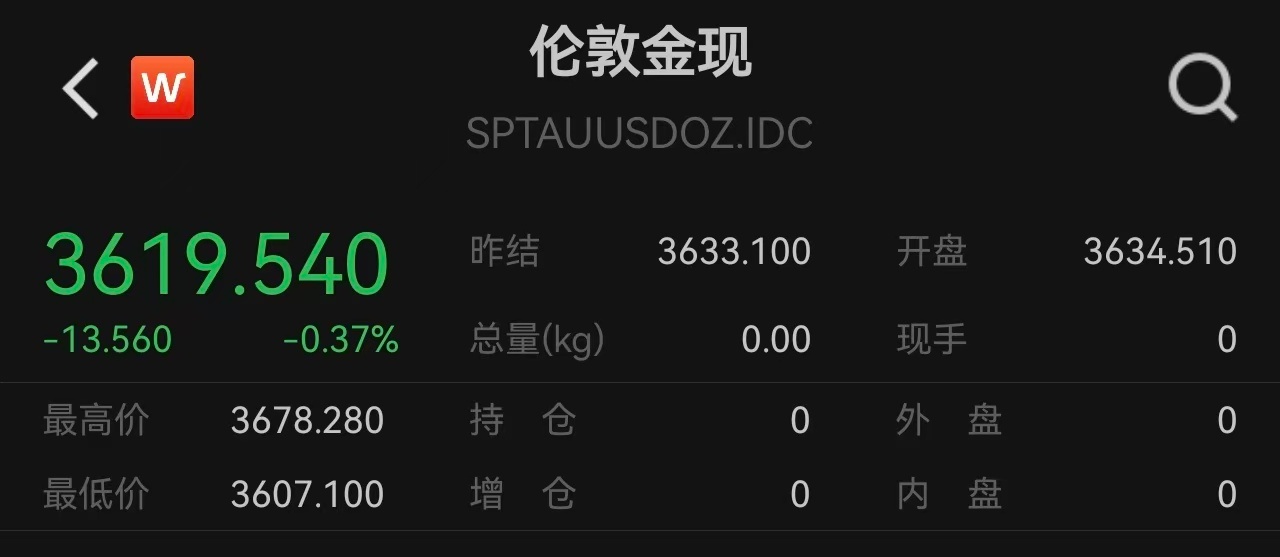 伦敦金现
W
SPTAUUSDOZ.IDC
3619.540 昨结 3633.100 开盘 3634.510
-13.560 -0.37% 总量(kg) 0.00 现手 0
最高价 3678.280 持仓 0 外盘 0
最低价 3607.100 增仓 0 内盘 0